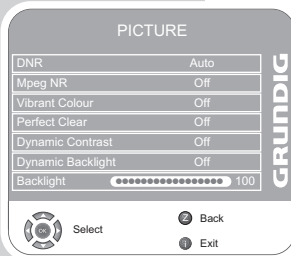 PICTURE
DNR Auto
Mpeg NR Off
Vibrant Colour Off
Perfect Clear Off
Dynamic Contrast Off
Dynamic Backlight Off
Backlight 100
GRUNDIG
OK Select
Z Back
i Exit